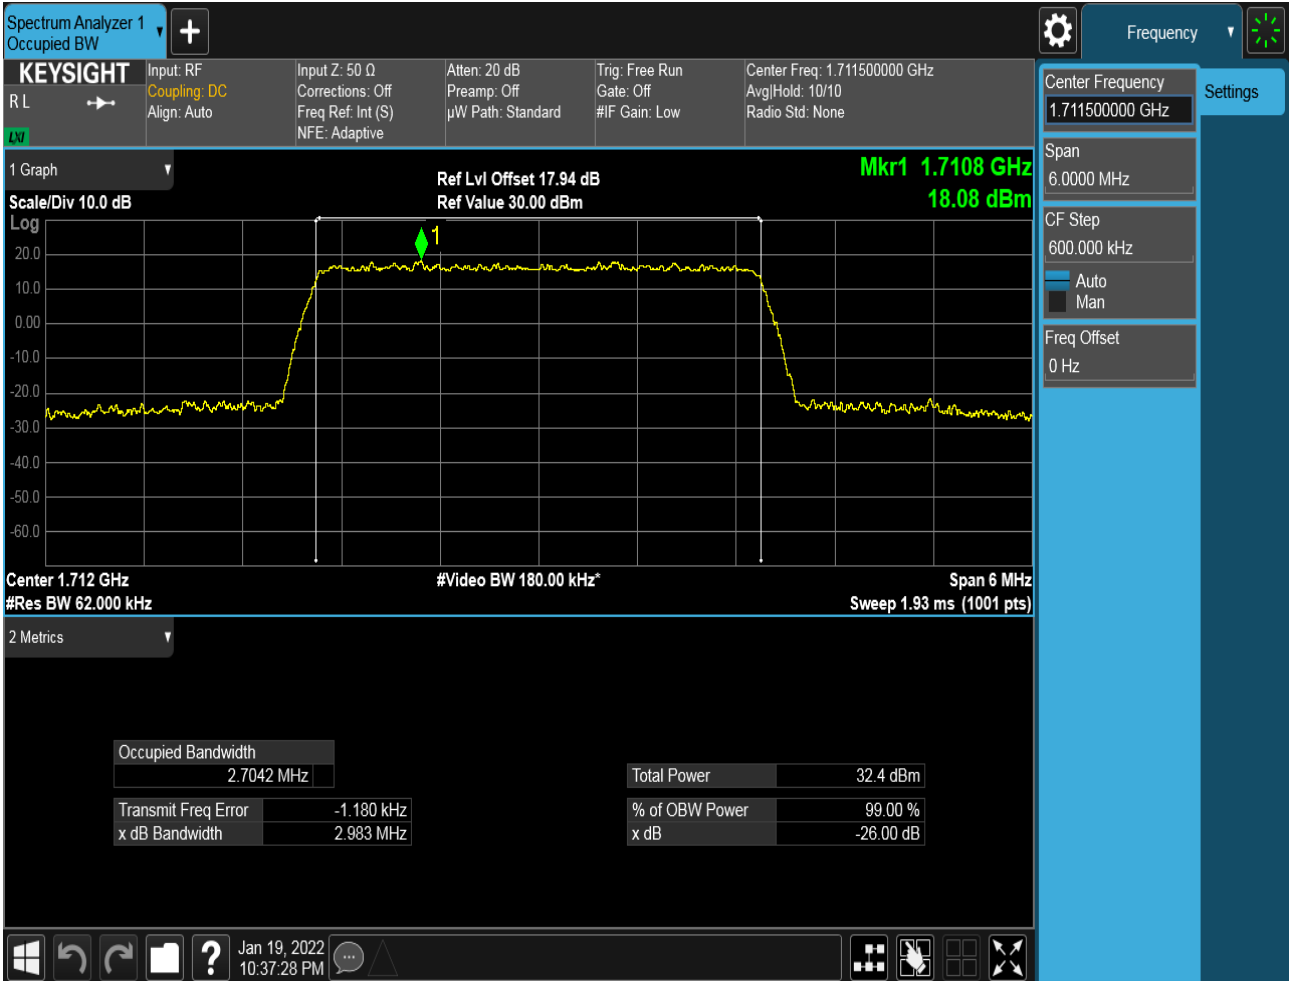 Spectrum Analyzer 1
Occupied BW
Frequency
KEYSIGHT
R L
LXI
Input: RF
Coupling: DC
Align: Auto
Input Z: 50 Ω
Corrections: Off
Freq Ref: Int (S)
NFE: Adaptive
Atten: 20 dB
Preamp: Off
µW Path: Standard
Trig: Free Run
Gate: Off
#IF Gain: Low
Center Freq: 1.711500000 GHz
Avg|Hold: 10/10
Radio Std: None
Center Frequency
1.711500000 GHz
Settings
Span
6.0000 MHz
CF Step
600.000 kHz
Auto
Man
Freq Offset
0 Hz
1 Graph
Scale/Div 10.0 dB
Log
Ref Lvl Offset 17.94 dB
Ref Value 30.00 dBm
Mkr1 1.7108 GHz
18.08 dBm
1
20.0
10.0
0.00
-10.0
-20.0
-30.0
-40.0
-50.0
-60.0
Center 1.712 GHz
#Res BW 62.000 kHz
#Video BW 180.00 kHz*
Span 6 MHz
Sweep 1.93 ms (1001 pts)
2 Metrics
Occupied Bandwidth
2.7042 MHz
Total Power 32.4 dBm
Transmit Freq Error -1.180 kHz
% of OBW Power 99.00 %
x dB Bandwidth 2.983 MHz
x dB -26.00 dB
?
Jan 19, 2022
10:37:28 PM